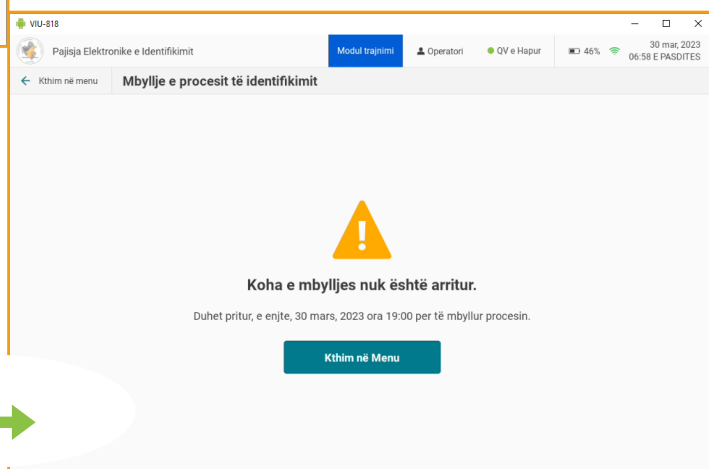 VIU-818
Pajisja Elektronike e Identifikimit
Modul trajnimi
Operatori
QV e Hapur
46%
30 mar, 2023
06:58 E PASDITES
Kthim në menu
Mbyllje e procesit të identifikimit
Koha e mbylljes nuk është arritur.
Duhet pritur, e enjte, 30 mars, 2023 ora 19:00 per të mbyllur procesin.
Kthim në Menu